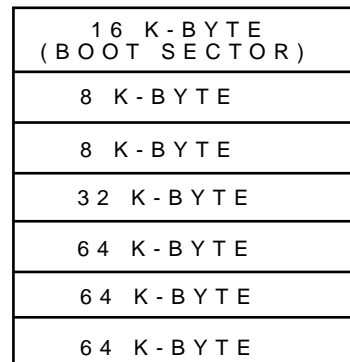 16 K-BYTE
(BOOT SECTOR)
8 K-BYTE
8 K-BYTE
32 K-BYTE
64 K-BYTE
64 K-BYTE
64 K-BYTE